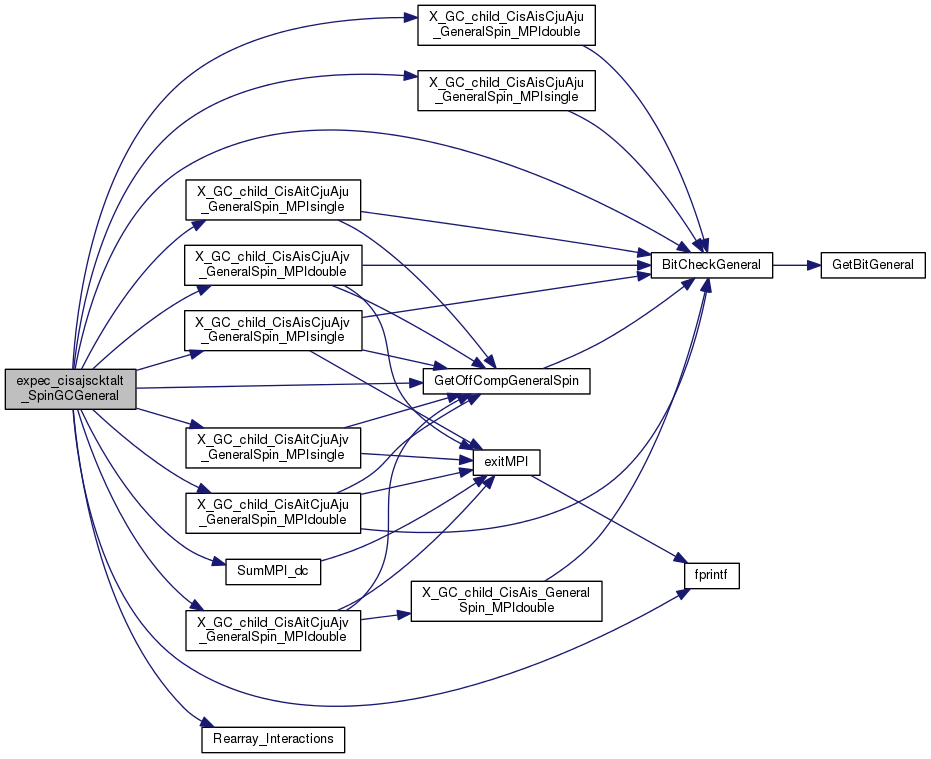 X_GC_child_CisAisCjuAju
_GeneralSpin_MPIdouble
X_GC_child_CisAisCjuAju
_GeneralSpin_MPIsingle
X_GC_child_CisAitCjuAju
_GeneralSpin_MPIsingle
X_GC_child_CisAisCjuAjv
_GeneralSpin_MPIdouble
BitCheckGeneral
GetBitGeneral
X_GC_child_CisAisCjuAjv
_GeneralSpin_MPIsingle
expec_cisajscktalt
_SpinGCGeneral
GetOffCompGeneralSpin
X_GC_child_CisAitCjuAjv
_GeneralSpin_MPIsingle
exitMPI
X_GC_child_CisAitCjuAju
_GeneralSpin_MPIdouble
SumMPI_dc
fprintf
X_GC_child_CisAis_General
Spin_MPIdouble
X_GC_child_CisAitCjuAjv
_GeneralSpin_MPIdouble
Rearray_Interactions